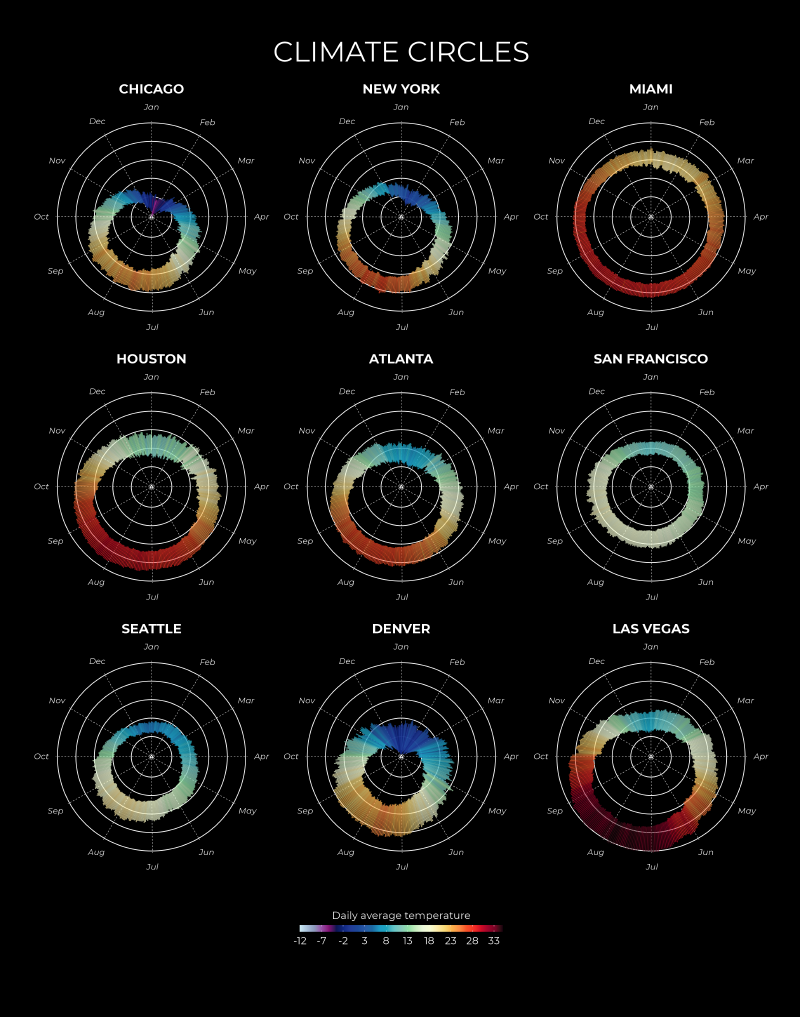 CLIMATE CIRCLES
CHICAGO
Jan
Feb
Mar
Apr
May
Jun
Jul
Aug
Sep
Oct
Nov
Dec
NEW YORK
Jan
Feb
Mar
Apr
May
Jun
Jul
Aug
Sep
Oct
Nov
Dec
MIAMI
Jan
Feb
Mar
Apr
May
Jun
Jul
Aug
Sep
Oct
Nov
Dec
HOUSTON
Jan
Feb
Mar
Apr
May
Jun
Jul
Aug
Sep
Oct
Nov
Dec
ATLANTA
Jan
Feb
Mar
Apr
May
Jun
Jul
Aug
Sep
Oct
Nov
Dec
SAN FRANCISCO
Jan
Feb
Mar
Apr
May
Jun
Jul
Aug
Sep
Oct
Nov
Dec
SEATTLE
Jan
Feb
Mar
Apr
May
Jun
Jul
Aug
Sep
Oct
Nov
Dec
DENVER
Jan
Feb
Mar
Apr
May
Jun
Jul
Aug
Sep
Oct
Nov
Dec
LAS VEGAS
Jan
Feb
Mar
Apr
May
Jun
Jul
Aug
Sep
Oct
Nov
Dec
Daily average temperature
-12 -7 -2 3 8 13 18 23 28 33